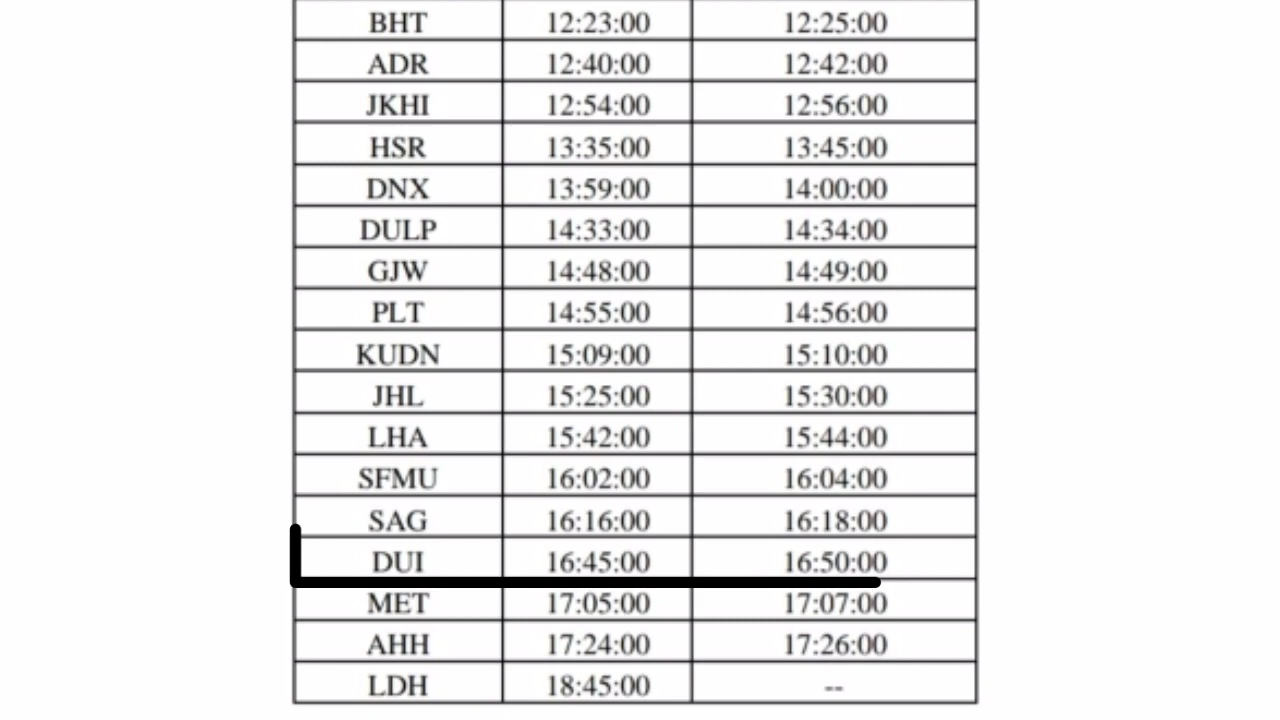 BHT 12:23:00 12:25:00
ADR 12:40:00 12:42:00
JKHI 12:54:00 12:56:00
HSR 13:35:00 13:45:00
DNX 13:59:00 14:00:00
DULP 14:33:00 14:34:00
GJW 14:48:00 14:49:00
PLT 14:55:00 14:56:00
KUDN 15:09:00 15:10:00
JHL 15:25:00 15:30:00
LHA 15:42:00 15:44:00
SFMU 16:02:00 16:04:00
SAG 16:16:00 16:18:00
DUI 16:45:00 16:50:00
MET 17:05:00 17:07:00
AHH 17:24:00 17:26:00
LDH 18:45:00 --